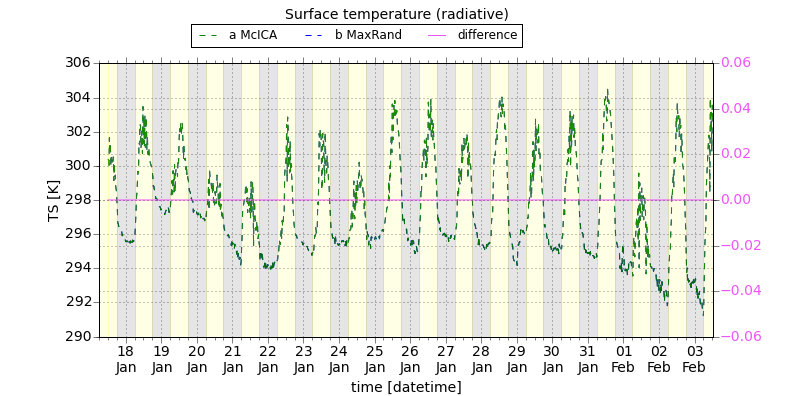 Surface temperature (radiative)
a McICA b MaxRand difference
306 0.06
304 0.04
302 0.02
300
298 0.00
296 −0.02
294
292 −0.04
290 −0.06
TS [K]
18 19 20 21 22 23 24 25 26 27 28 29 30 31 01 02 03
Jan Jan Jan Jan Jan Jan Jan Jan Jan Jan Jan Jan Jan Jan Feb Feb Feb
time [datetime]